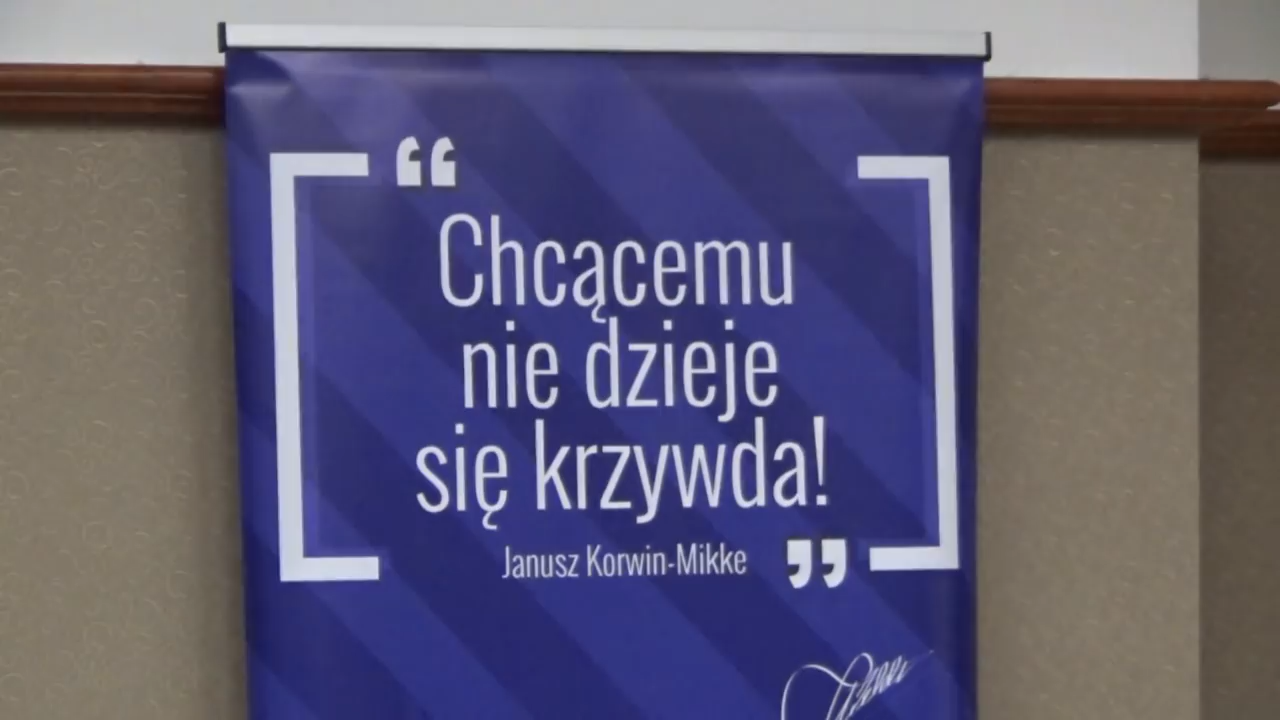 “
Chcącemu
nie dzieje
się krzywda!
Janusz Korwin-Mikke ”